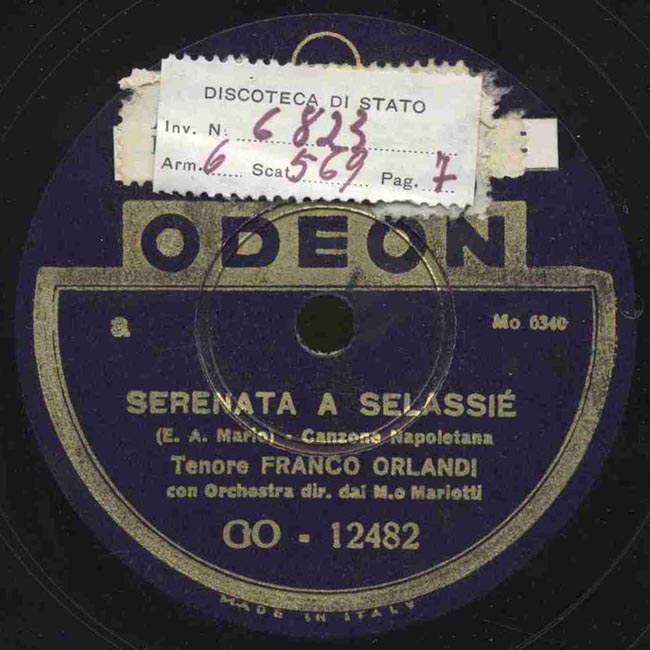 DISCOTECA DI STATO
Inv. N. 6823
Arm. 6 Scat. 569 Pag. 7
ODEON
a Mo 6340
SERENATA A SELASSIÉ
(E. A. Mario) - Canzone Napoletana
Tenore FRANCO ORLANDI
con Orchestra dir. dal M.o Mariotti
GO - 12482
MADE IN ITALY